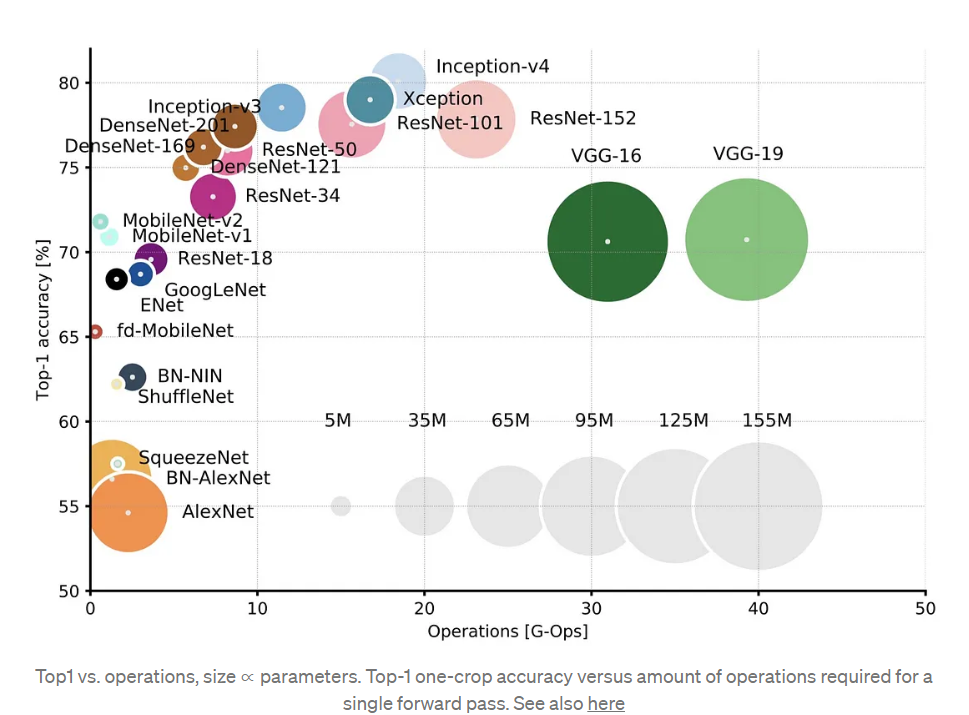 80
75
70
65
60
55
50
Top-1 accuracy [%]
Inception-v4
Inception-v3
Xception
DenseNet-201
ResNet-101
ResNet-152
DenseNet-169
ResNet-50
VGG-16
VGG-19
DenseNet-121
ResNet-34
MobileNet-v2
MobileNet-v1
ResNet-18
GoogLeNet
ENet
fd-MobileNet
BN-NIN
ShuffleNet
5M 35M 65M 95M 125M 155M
SqueezeNet
BN-AlexNet
AlexNet
0 10 20 30 40 50
Operations [G-Ops]
Top1 vs. operations, size ∝ parameters. Top-1 one-crop accuracy versus amount of operations required for a
single forward pass. See also here